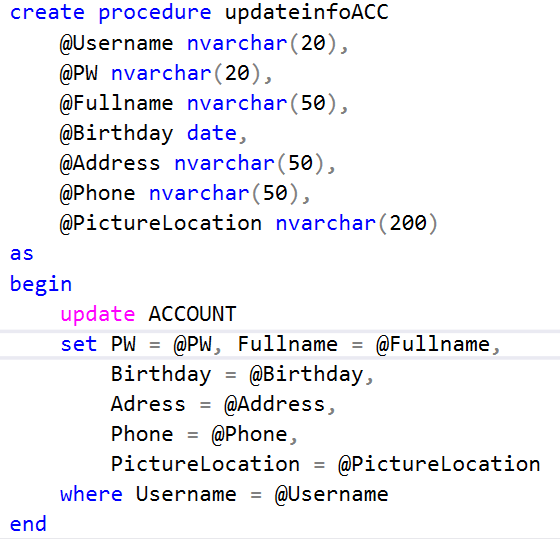 create procedure updateinfoACC
@Username nvarchar(20),
@PW nvarchar(20),
@Fullname nvarchar(50),
@Birthday date,
@Address nvarchar(50),
@Phone nvarchar(50),
@PictureLocation nvarchar(200)
as
begin
update ACCOUNT
set PW = @PW, Fullname = @Fullname,
Birthday = @Birthday,
Adress = @Address,
Phone = @Phone,
PictureLocation = @PictureLocation
where Username = @Username
end